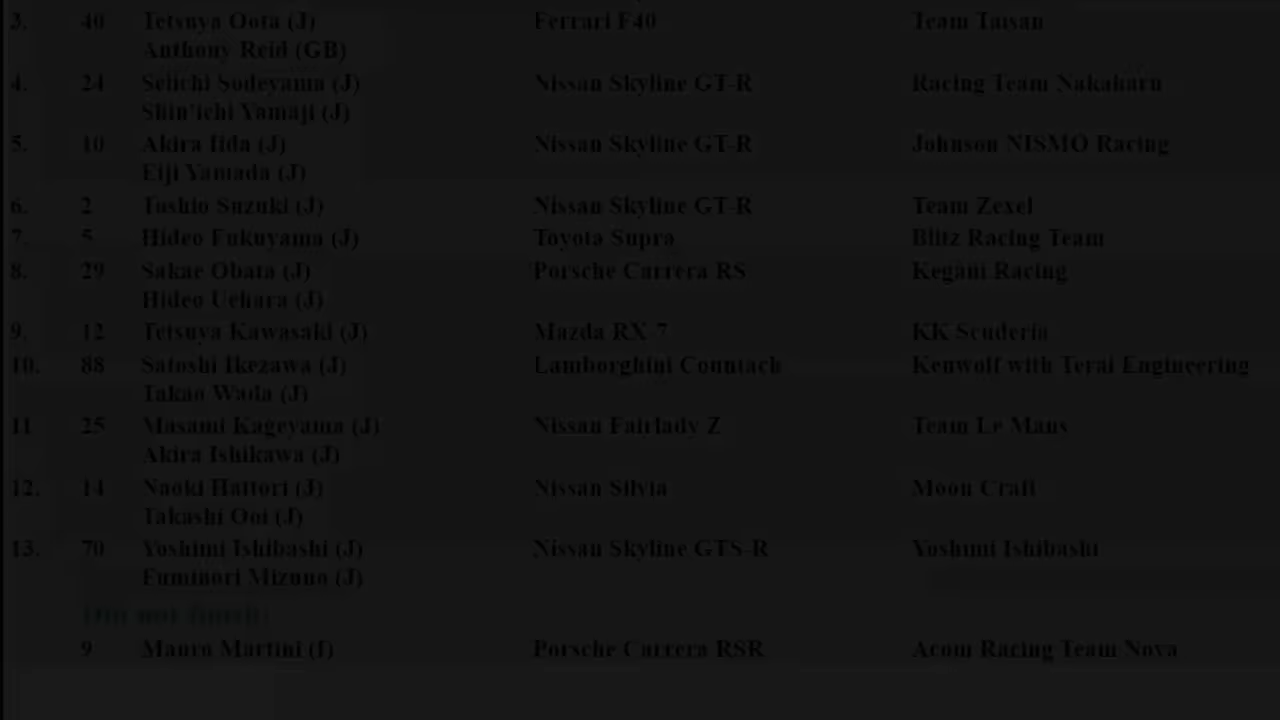 3. 40 Tetsuya Oota (J) Ferrari F40 Team Taisan
Anthony Reid (GB)
4. 24 Seiichi Sodeyama (J) Nissan Skyline GT-R Racing Team Nakaharu
Shin'ichi Yamaji (J)
5. 10 Akira Iida (J) Nissan Skyline GT-R Johnson NISMO Racing
Eiji Yamada (J)
6. 2 Toshio Suzuki (J) Nissan Skyline GT-R Team Zexel
7. 5 Hideo Fukuyama (J) Toyota Supra Blitz Racing Team
8. 29 Sakae Obata (J) Porsche Carrera RS Kegani Racing
Hideo Uehara (J)
9. 12 Tetsuya Kawasaki (J) Mazda RX-7 KK Scuderia
10. 88 Satoshi Ikezawa (J) Lamborghini Countach Kenwolf with Terai Engineering
Takao Wada (J)
11 25 Masami Kageyama (J) Nissan Fairlady Z Team Le Mans
Akira Ishikawa (J)
12. 14 Naoki Hattori (J) Nissan Silvia Moon Craft
Takashi Ooi (J)
13. 70 Yoshimi Ishibashi (J) Nissan Skyline GTS-R Yoshimi Ishibashi
Fuminori Mizuno (J)
Did not finish:
9 Mauro Martini (I) Porsche Carrera RSR Acom Racing Team Nova